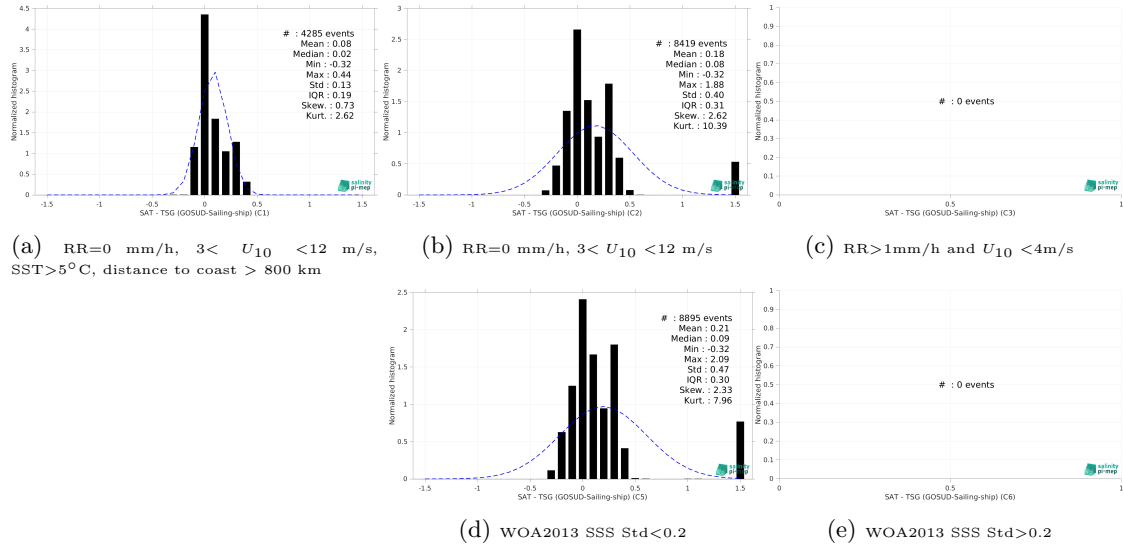 4.5
4
3.5
3
2.5
2
1.5
1
0.5
0
Normalized histogram
# : 4285 events
Mean : 0.08
Median : 0.02
Min : -0.32
Max : 0.44
Std : 0.13
IQR : 0.19
Skew. : 0.73
Kurt. : 2.62
salinity
pi-mep
-1.5 -1 -0.5 0 0.5 1 1.5
SAT - TSG (GOSUD-Sailing-ship) (C1)
(a) RR=0 mm/h, 3< U10 <12 m/s,
SST>5°C, distance to coast > 800 km
3
2.5
2
1.5
1
0.5
0
Normalized histogram
# : 8419 events
Mean : 0.18
Median : 0.08
Min : -0.32
Max : 1.88
Std : 0.40
IQR : 0.31
Skew. : 2.62
Kurt. : 10.39
salinity
pi-mep
-1.5 -1 -0.5 0 0.5 1 1.5
SAT - TSG (GOSUD-Sailing-ship) (C2)
(b) RR=0 mm/h, 3< U10 <12 m/s
1
0.9
0.8
0.7
0.6
0.5
0.4
0.3
0.2
0.1
0
Normalized histogram
# : 0 events
salinity
pi-mep
0 0.5 1
SAT - TSG (GOSUD-Sailing-ship) (C3)
(c) RR>1mm/h and U10 <4m/s
2.5
2
1.5
1
0.5
0
Normalized histogram
# : 8895 events
Mean : 0.21
Median : 0.09
Min : -0.32
Max : 2.09
Std : 0.47
IQR : 0.30
Skew. : 2.33
Kurt. : 7.96
salinity
pi-mep
-1.5 -1 -0.5 0 0.5 1 1.5
SAT - TSG (GOSUD-Sailing-ship) (C5)
(d) WOA2013 SSS Std<0.2
1
0.9
0.8
0.7
0.6
0.5
0.4
0.3
0.2
0.1
0
Normalized histogram
# : 0 events
salinity
pi-mep
0 0.5 1
SAT - TSG (GOSUD-Sailing-ship) (C6)
(e) WOA2013 SSS Std>0.2